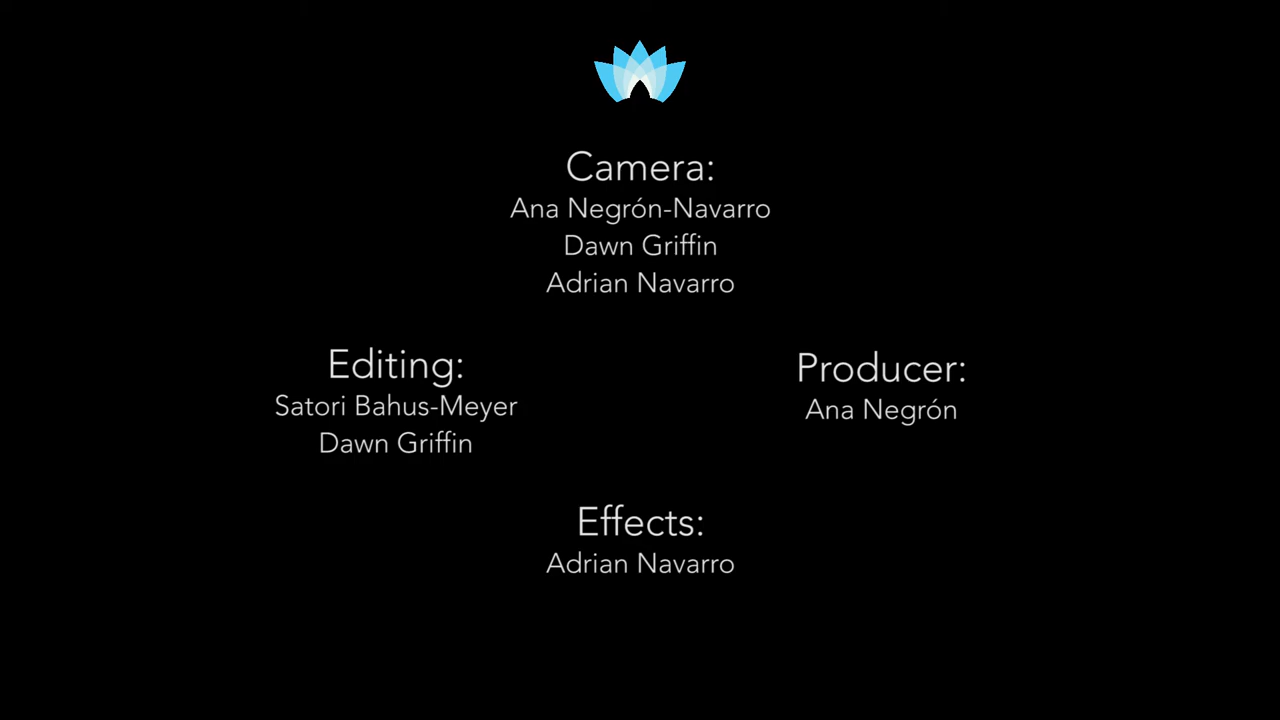 Camera:
Ana Negrón-Navarro
Dawn Griffin
Adrian Navarro
Editing:
Satori Bahus-Meyer
Dawn Griffin
Producer:
Ana Negrón
Effects:
Adrian Navarro